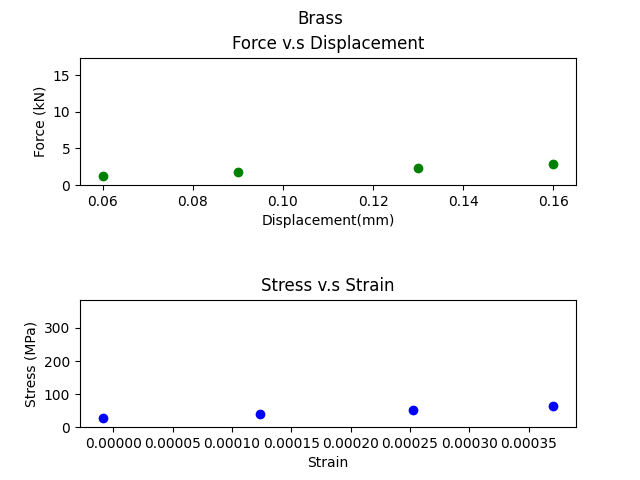 Brass
Force v.s Displacement
15
10
5
0
Force (kN)
0.06 0.08 0.10 0.12 0.14 0.16
Displacement(mm)
Stress v.s Strain
300
200
100
0
Stress (MPa)
0.00000 0.00005 0.00010 0.00015 0.00020 0.00025 0.00030 0.00035
Strain